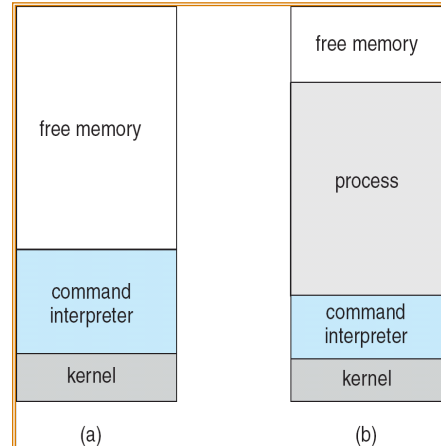 free memory
command
interpreter
kernel
(a)
free memory
process
command
interpreter
kernel
(b)